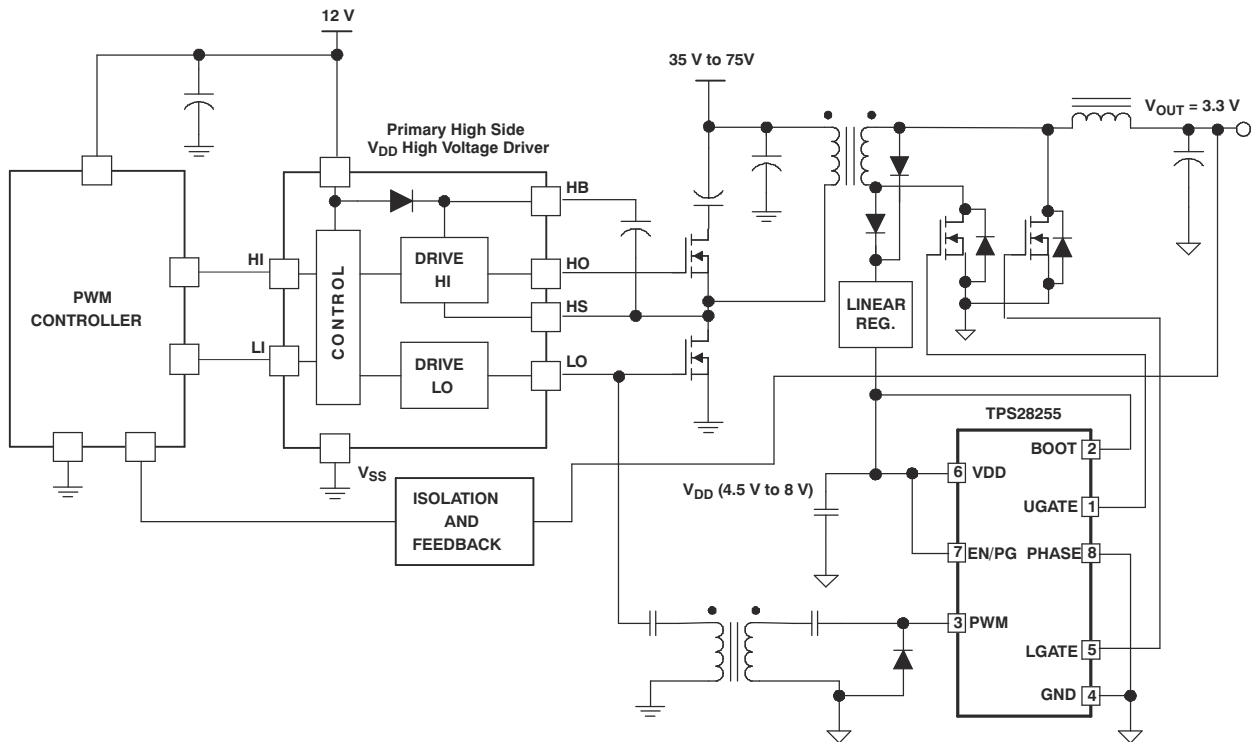 12 V
35 V to 75V
VOUT = 3.3 V
Primary High Side
VDD High Voltage Driver
HB
HI
DRIVE
HI
HO
PWM
CONTROLLER
CONTROL
HS
LINEAR
REG.
LI
DRIVE
LO
LO
TPS28255
BOOT
2
VSS
ISOLATION
AND
FEEDBACK
VDD (4.5 V to 8 V)
6
VDD
UGATE
1
7
EN/PG
PHASE
8
3
PWM
LGATE
5
GND
4